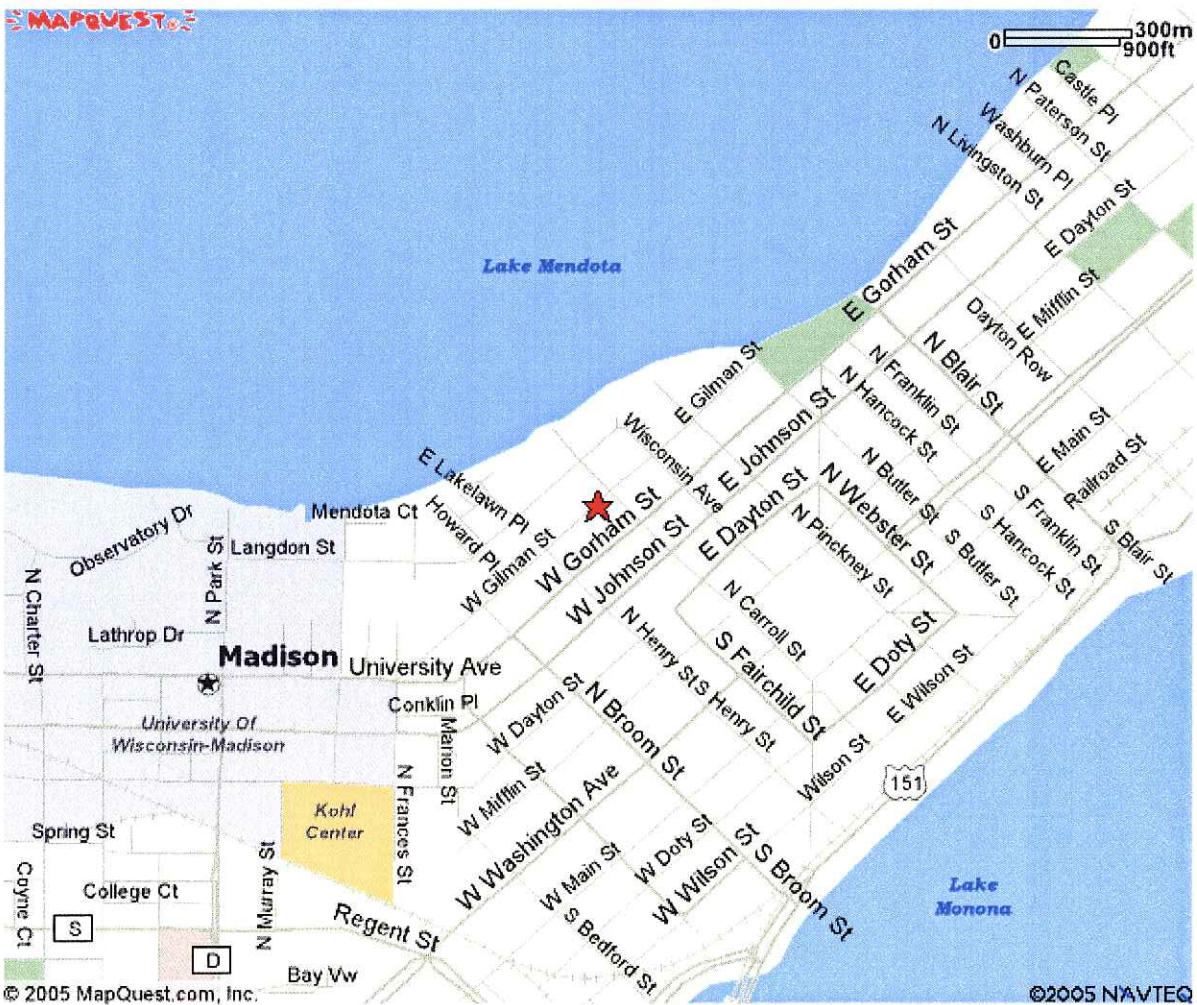 MAPQUEST
0 300m
900ft
Castle Pl
N Paterson St
Washburn Pl
N Livingston St
E Dayton St
E Gorham St
E Mifflin St
Dayton Row
Lake Mendota
N Blair St
N Franklin St
N Hancock St
E Gilman St
E Johnson St
Wisconsin Ave
E Main St
Railroad St
N Butler St
N Webster St
E Dayton St
S Franklin St
S Hancock St
S Blair St
S Butler St
N Pinckney St
E Lakelawn Pl
Howard Pl
Mendota Ct
Observatory Dr
Langdon St
N Park St
W Gilman St
W Gorham St
W Johnson St
N Charter St
Lathrop Dr
Madison
University Ave
N Carroll St
N Henry St
S Henry St
S Fairchild St
E Doty St
E Wilson St
Conklin Pl
Marion St
W Dayton St
N Broom St
University Of
Wisconsin-Madison
Wilson St
151
N Frances St
W Mifflin St
Kohl
Center
W Washington Ave
Spring St
N Murray St
College Ct
Coyne Ct
S
D
W Main St
W Doty St
W Wilson St
S Broom St
S Bedford St
Regent St
Bay Vw
Lake
Monona
© 2005 MapQuest.com, Inc.
©2005 NAVTEQ